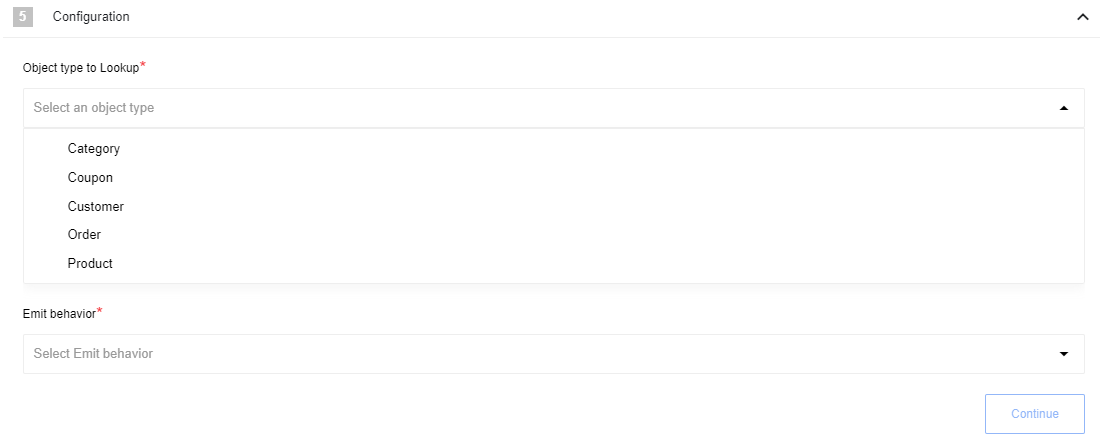 5 Configuration
Object type to Lookup*
Select an object type
Category
Coupon
Customer
Order
Product
Emit behavior*
Select Emit behavior
Continue